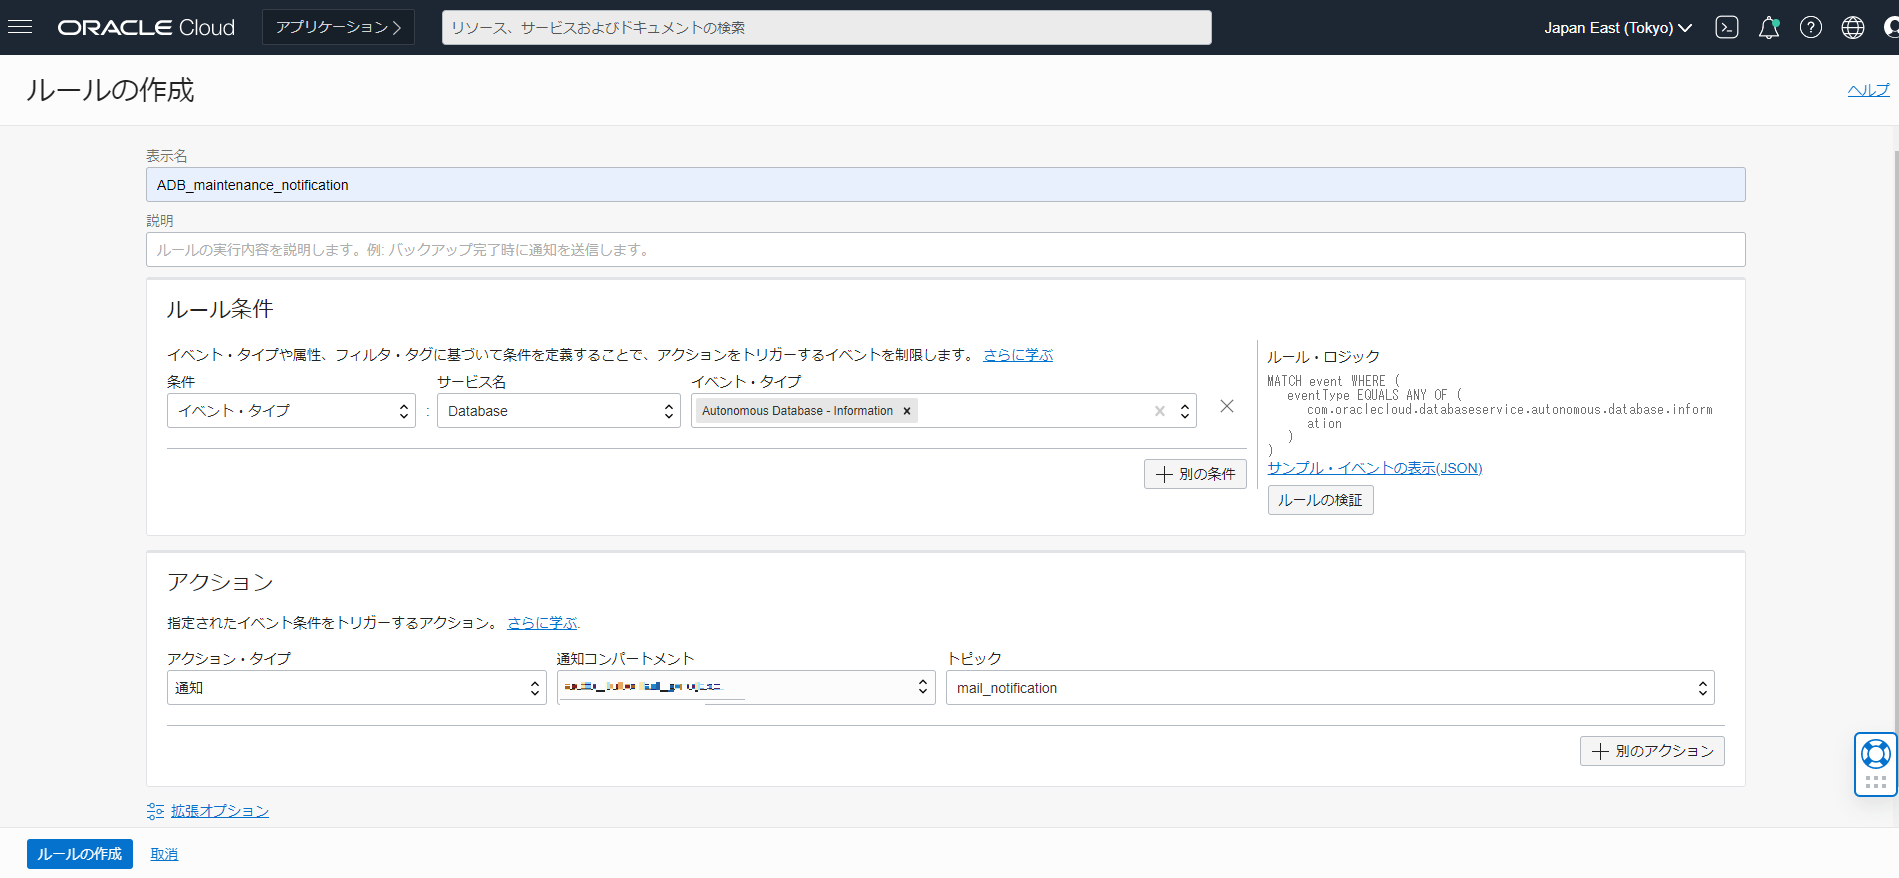 ORACLE Cloud
アプリケーション
リソース、サービスおよびドキュメントの検索
Japan East (Tokyo)
ルールの作成
ヘルプ
表示名
ADB_maintenance_notification
説明
ルールの実行内容を説明します。例: バックアップ完了時に通知を送信します。
ルール条件
イベント・タイプや属性、フィルタ・タグに基づいて条件を定義することで、アクションをトリガーするイベントを制限します。 さらに学ぶ
条件 サービス名 イベント・タイプ
イベント・タイプ : Database Autonomous Database - Information ×
別の条件
ルール・ロジック
MATCH event WHERE (
eventType EQUALS ANY OF (
com.oraclecloud.databaseservice.autonomous.database.inform
ation
)
)
サンプル・イベントの表示(JSON)
ルールの検証
アクション
指定されたイベント条件をトリガーするアクション。 さらに学ぶ.
アクション・タイプ 通知コンパートメント トピック
通知 mail_notification
別のアクション
拡張オプション
ルールの作成 取消